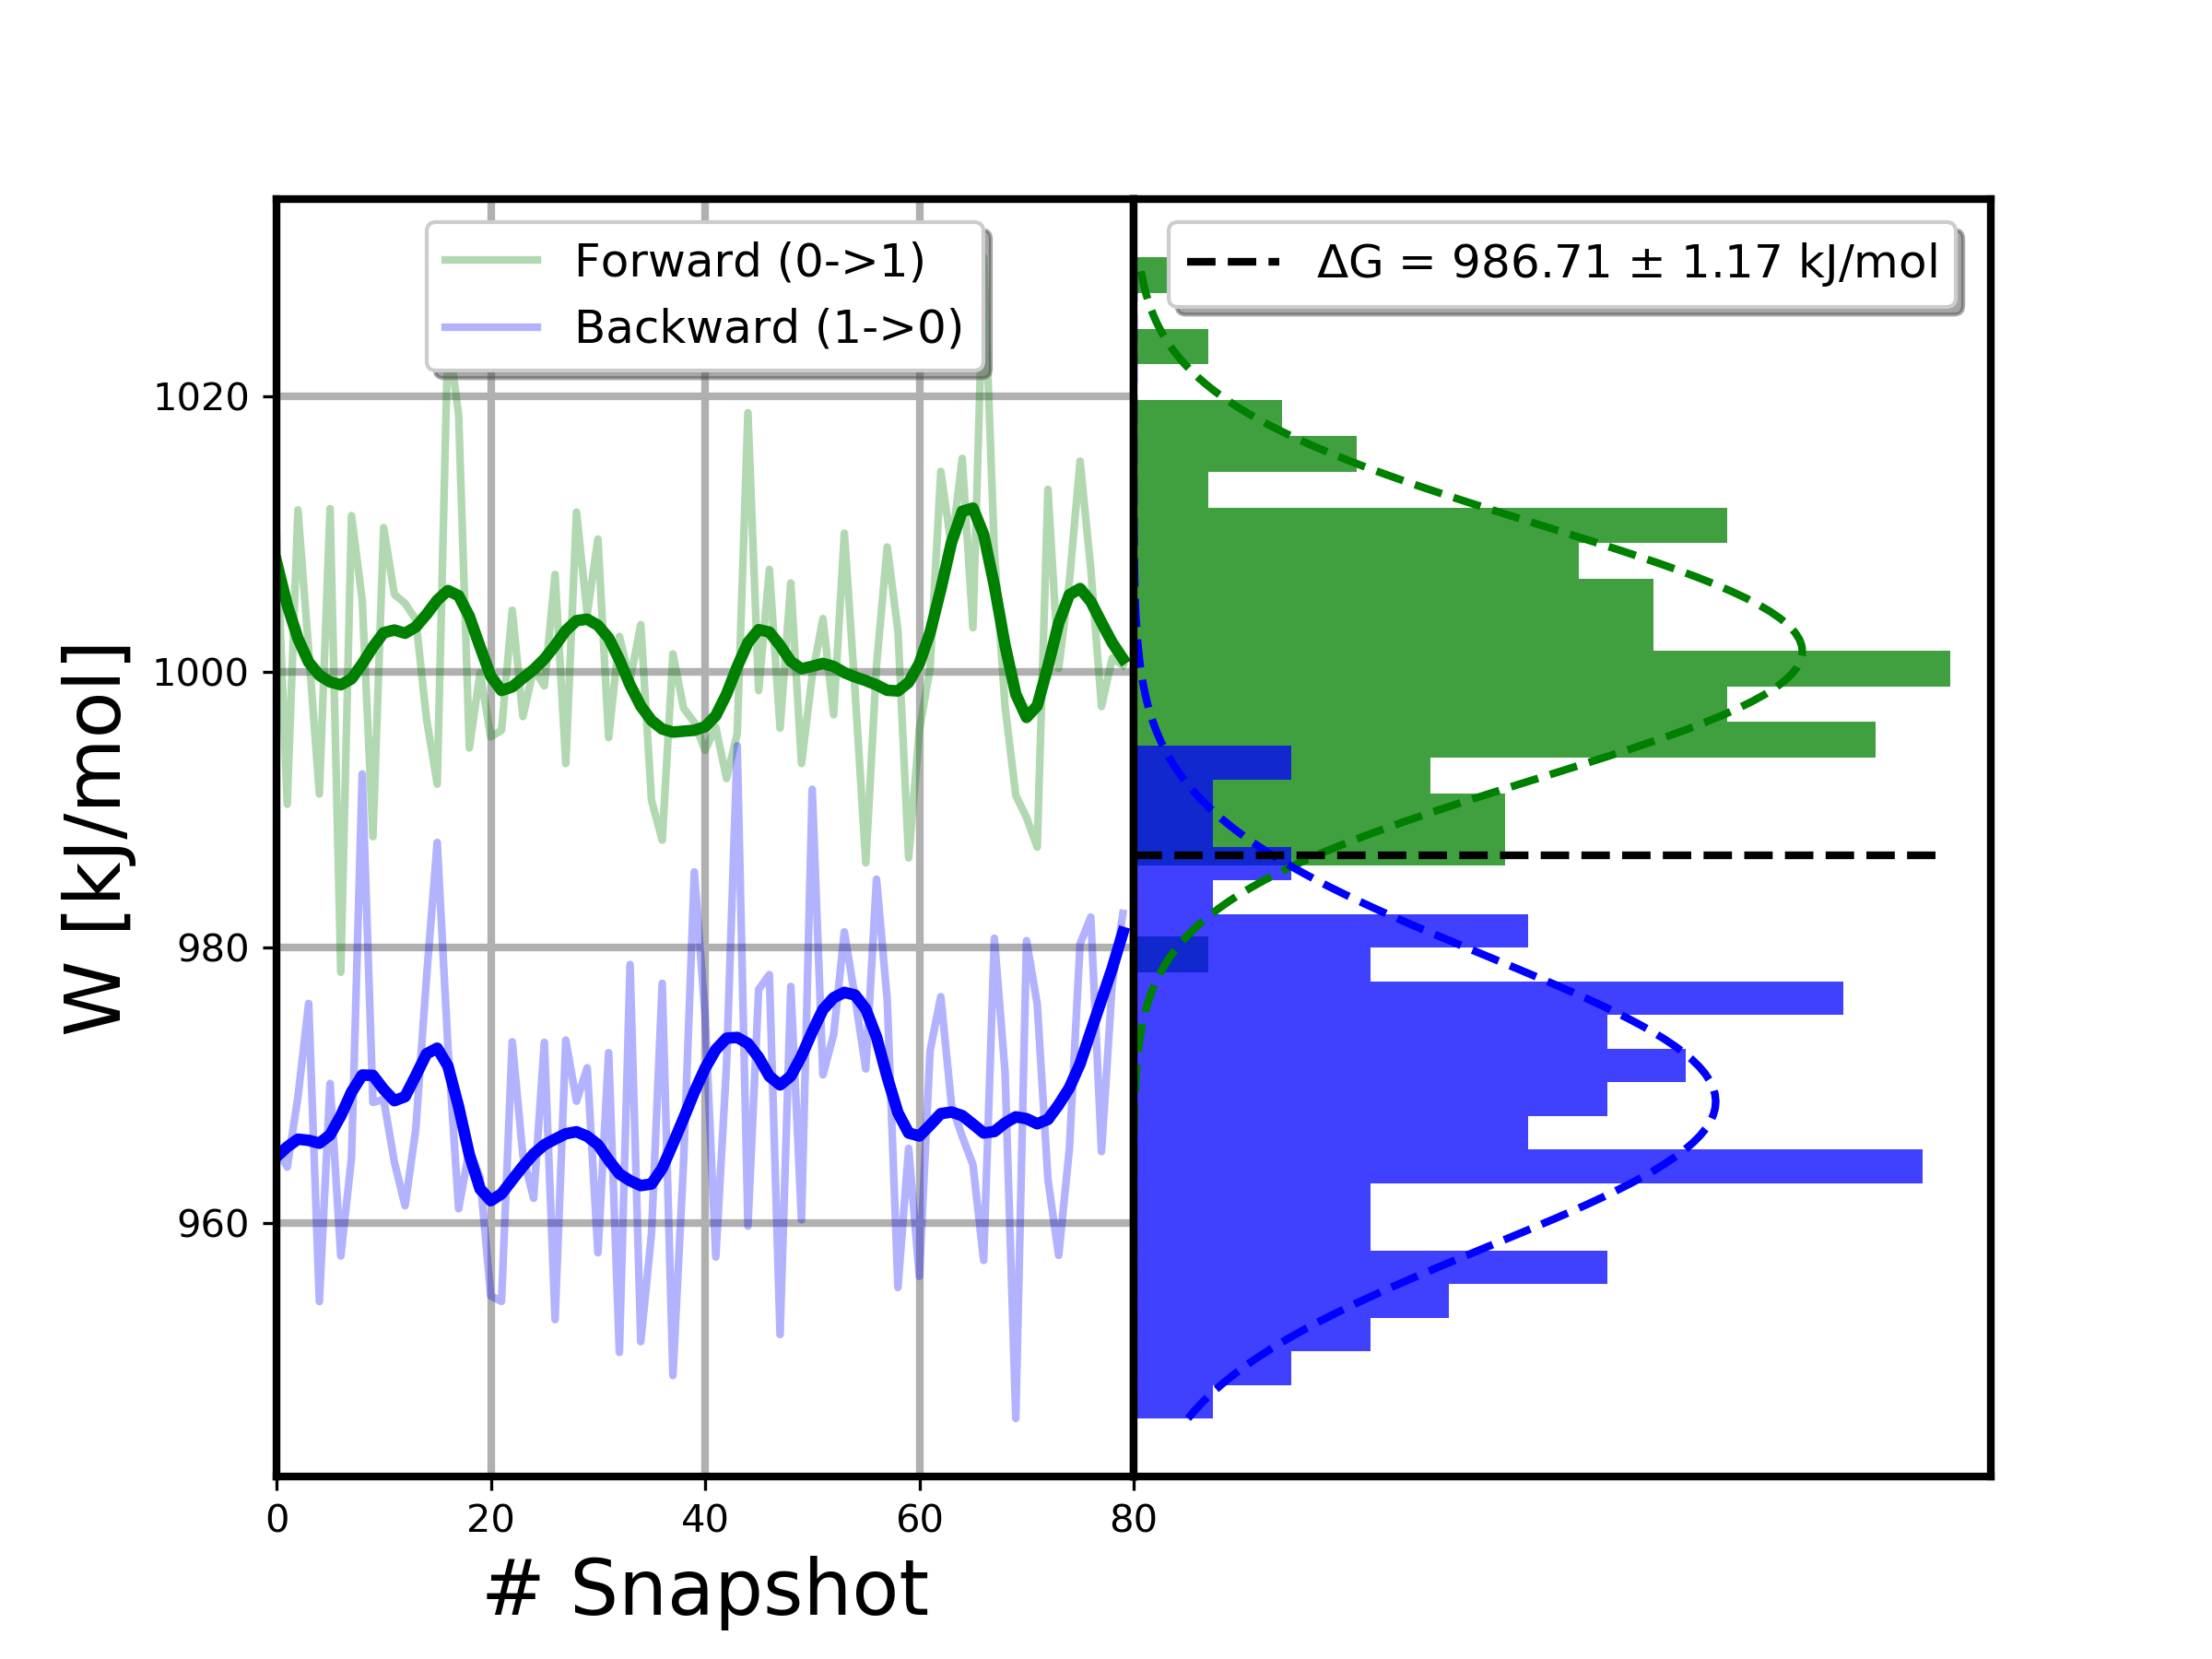 Forward (0->1)
Backward (1->0)
ΔG = 986.71 ± 1.17 kJ/mol
1020
1000
980
960
W [kJ/mol]
0 20 40 60 80
# Snapshot